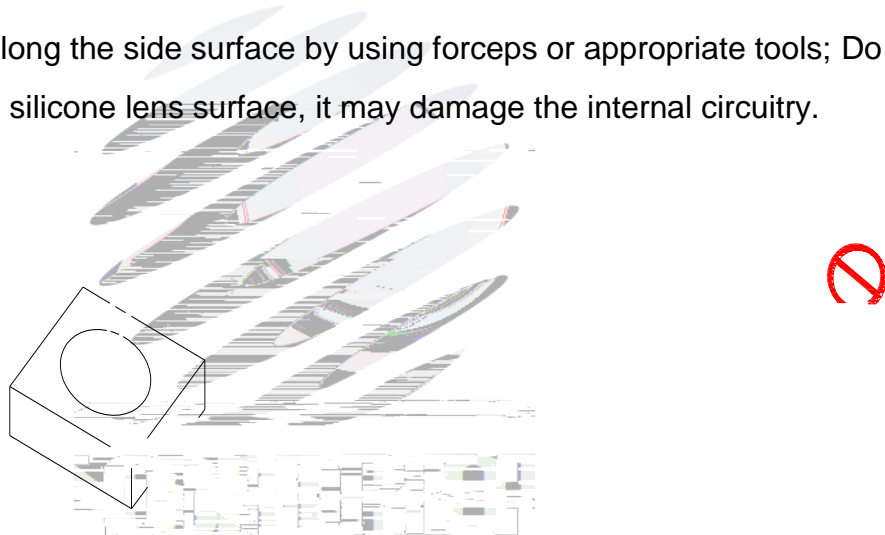 long the side surface by using forceps or appropriate tools; Do
silicone lens surface, it may damage the internal circuitry.